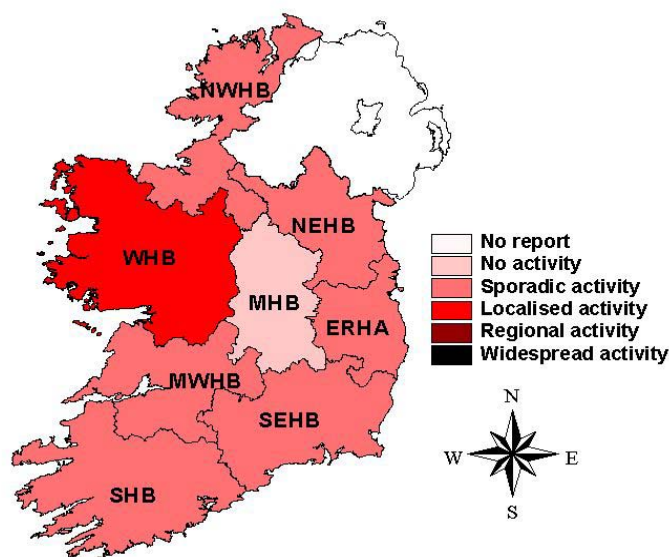 NWHB
NEHB
WHB
MHB
ERHA
MWHB
SEHB
SHB
No report
No activity
Sporadic activity
Localised activity
Regional activity
Widespread activity
N
W E
S